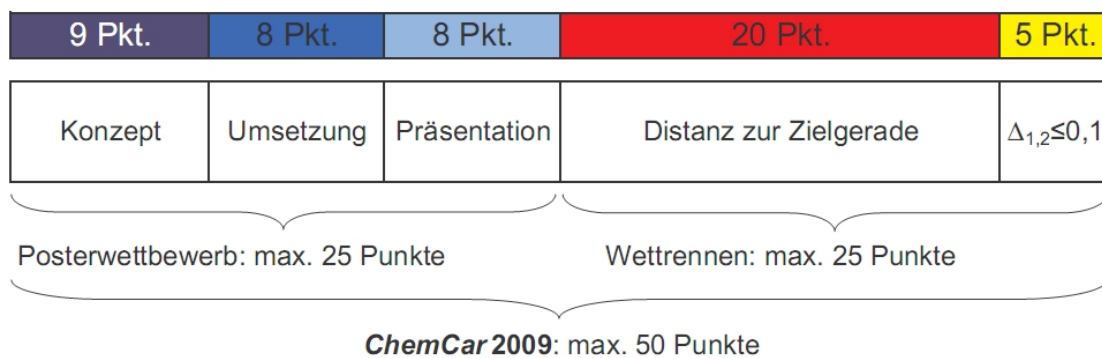 9 Pkt. 8 Pkt. 8 Pkt. 20 Pkt. 5 Pkt.
Konzept Umsetzung Präsentation Distanz zur Zielgerade Δ1,2≤0,1
Posterwettbewerb: max. 25 Punkte Wettrennen: max. 25 Punkte
ChemCar 2009: max. 50 Punkte